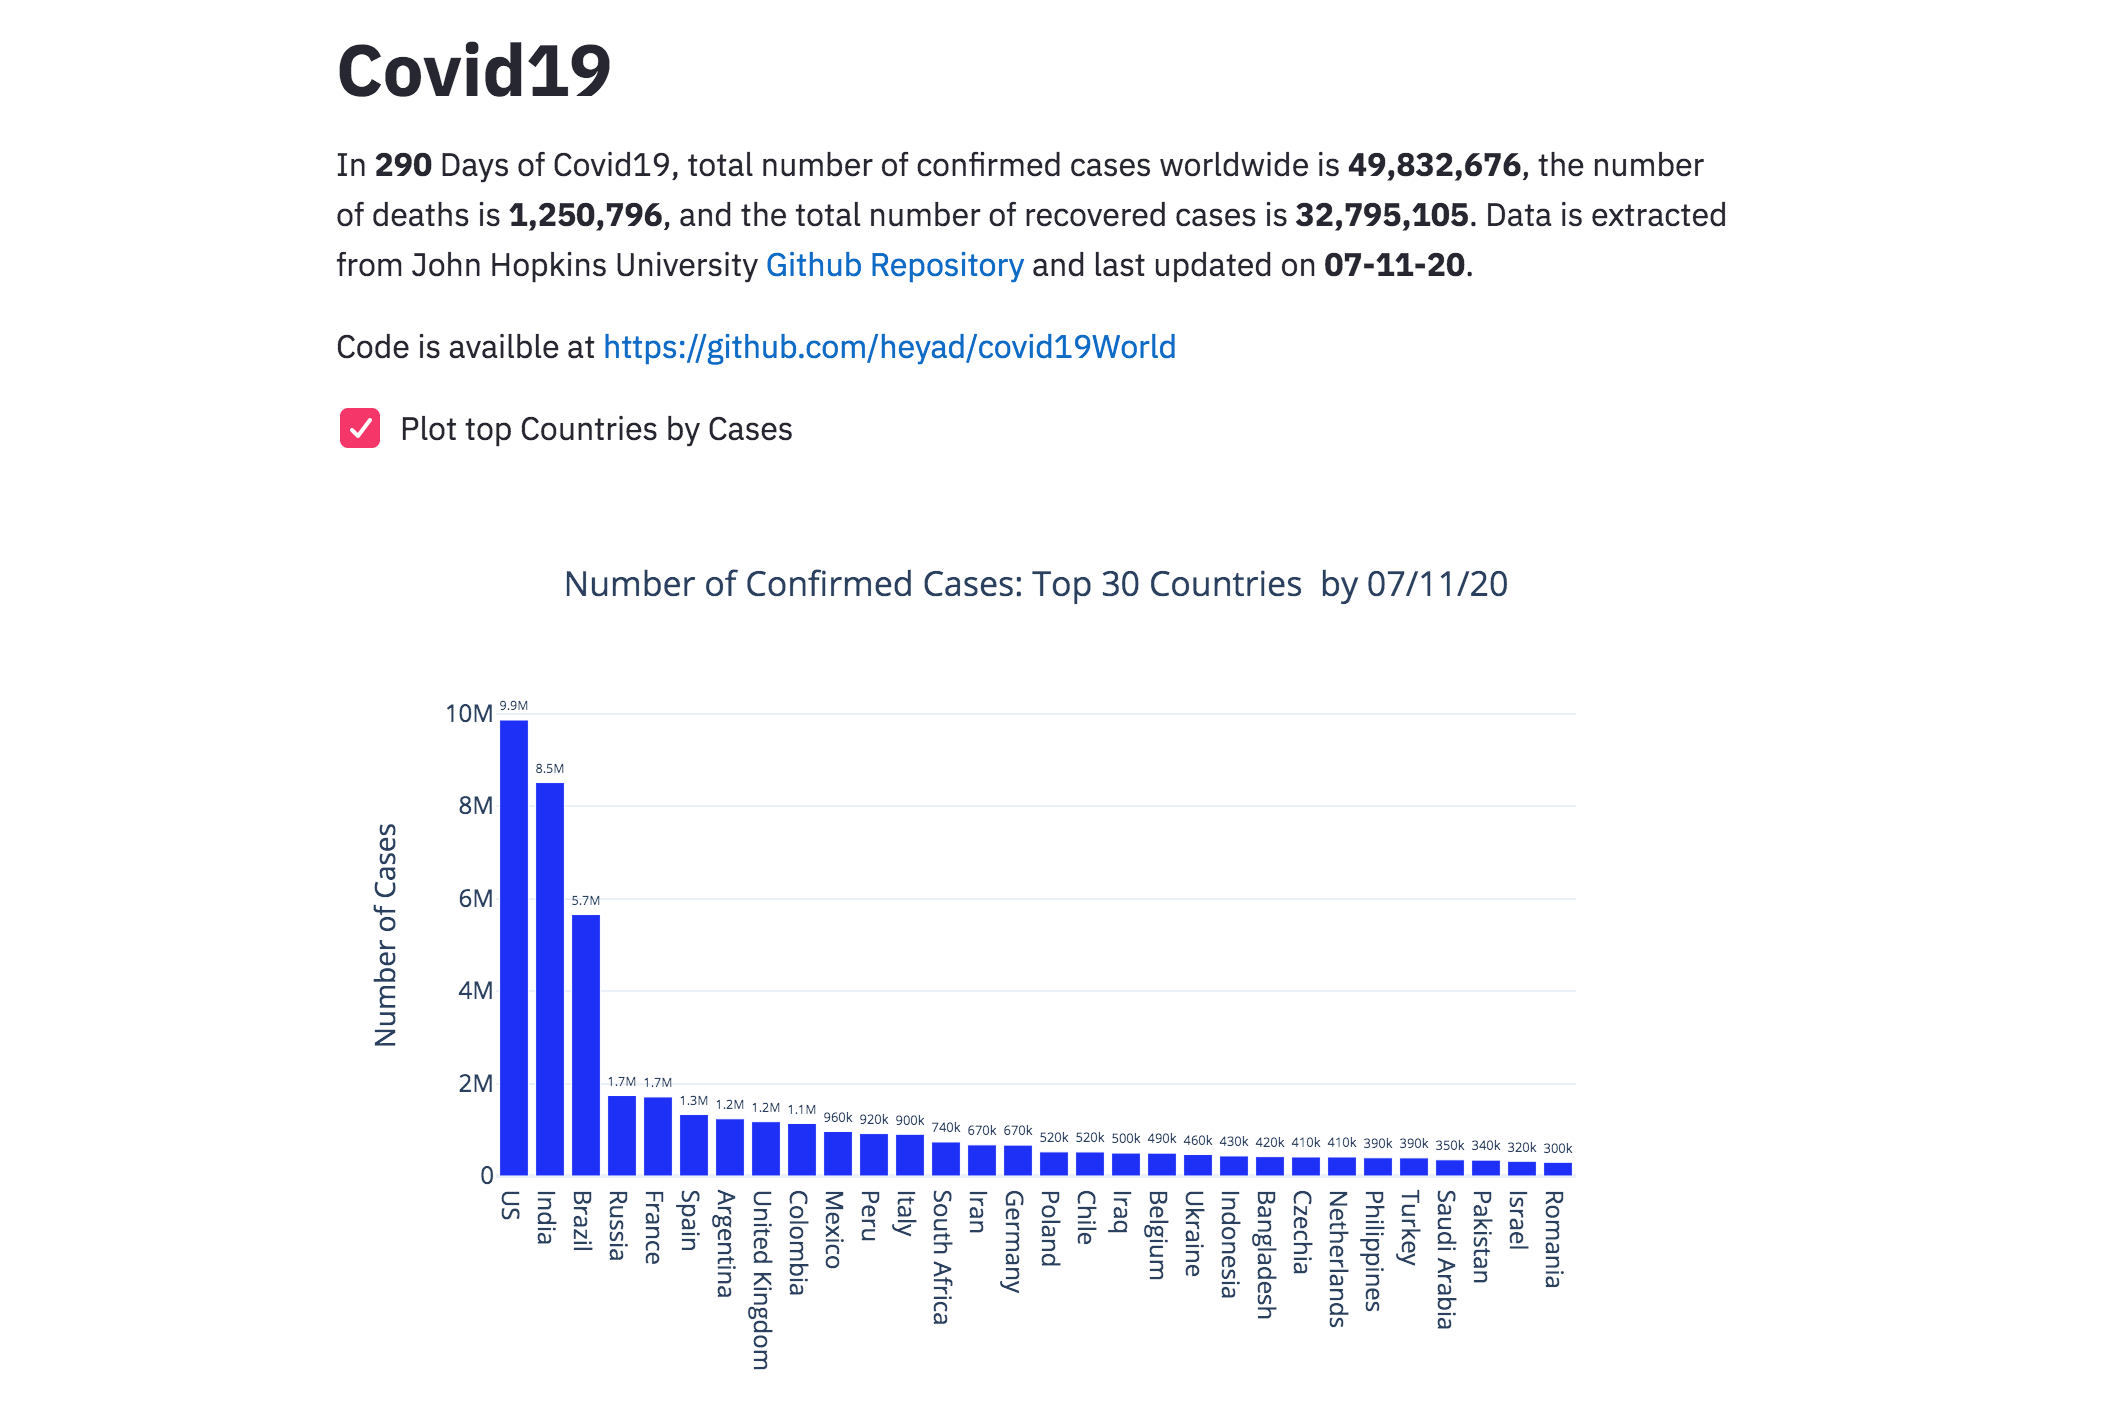 Covid19
In 290 Days of Covid19, total number of confirmed cases worldwide is 49,832,676, the number
of deaths is 1,250,796, and the total number of recovered cases is 32,795,105. Data is extracted
from John Hopkins University Github Repository and last updated on 07-11-20.
Code is availble at https://github.com/heyad/covid19World
Plot top Countries by Cases
Number of Confirmed Cases: Top 30 Countries  by 07/11/20
Number of Cases
10M
8M
6M
4M
2M
0
9.9M
8.5M
5.7M
1.7M
1.7M
1.3M
1.2M
1.2M
1.1M
960k
920k
900k
740k
670k
670k
520k
520k
500k
490k
460k
430k
420k
410k
410k
390k
390k
350k
340k
320k
300k
US
India
Brazil
Russia
France
Spain
Argentina
United Kingdom
Colombia
Mexico
Peru
Italy
South Africa
Iran
Germany
Poland
Chile
Iraq
Belgium
Ukraine
Indonesia
Bangladesh
Czechia
Netherlands
Philippines
Turkey
Saudi Arabia
Pakistan
Israel
Romania